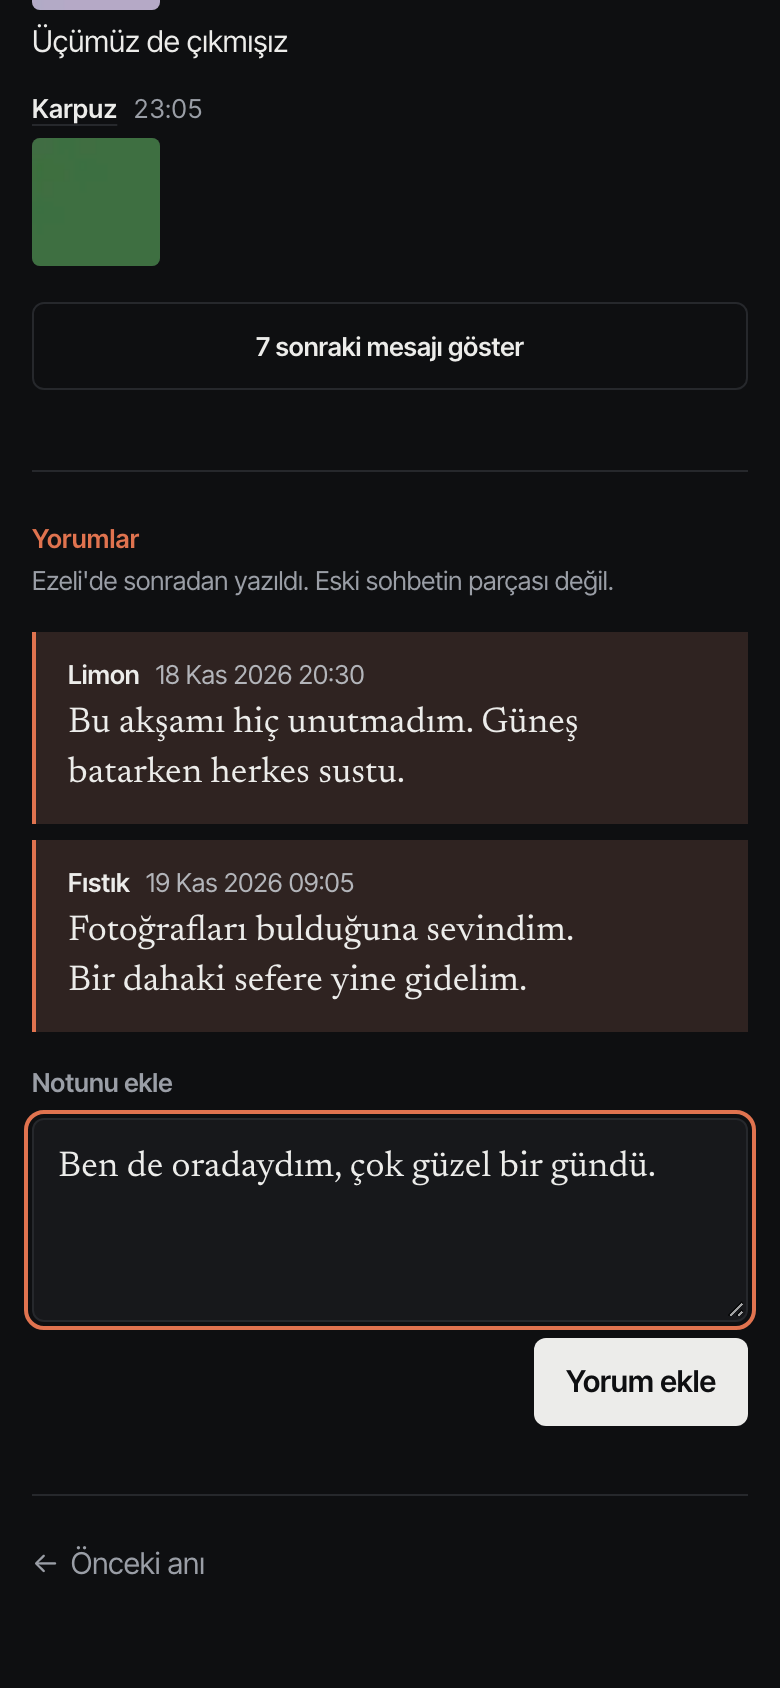 Üçümüz de çıkmışız
Karpuz 23:05
7 sonraki mesajı göster
Yorumlar
Ezeli'de sonradan yazıldı. Eski sohbetin parçası değil.
Limon 18 Kas 2026 20:30
Bu akşamı hiç unutmadım. Güneş
batarken herkes sustu.
Fıstık 19 Kas 2026 09:05
Fotoğrafları bulduğuna sevindim.
Bir dahaki sefere yine gidelim.
Notunu ekle
Ben de oradaydım, çok güzel bir gündü.
Yorum ekle
← Önceki anı